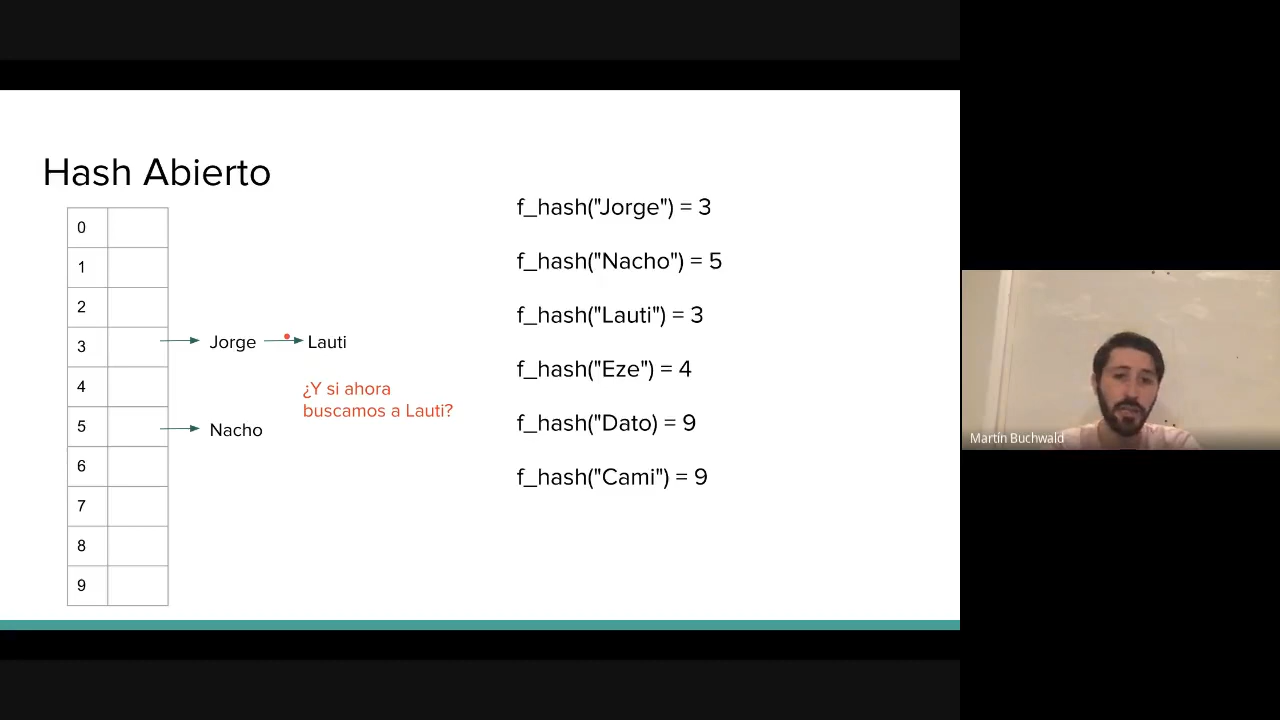 Hash Abierto
0
1
2
3
4
5
6
7
8
9
Jorge
Lauti
¿Y si ahora
buscamos a Lauti?
Nacho
f_hash("Jorge") = 3
f_hash("Nacho") = 5
f_hash("Lauti") = 3
f_hash("Eze") = 4
f_hash("Dato) = 9
f_hash("Cami") = 9
Martín Buchwald